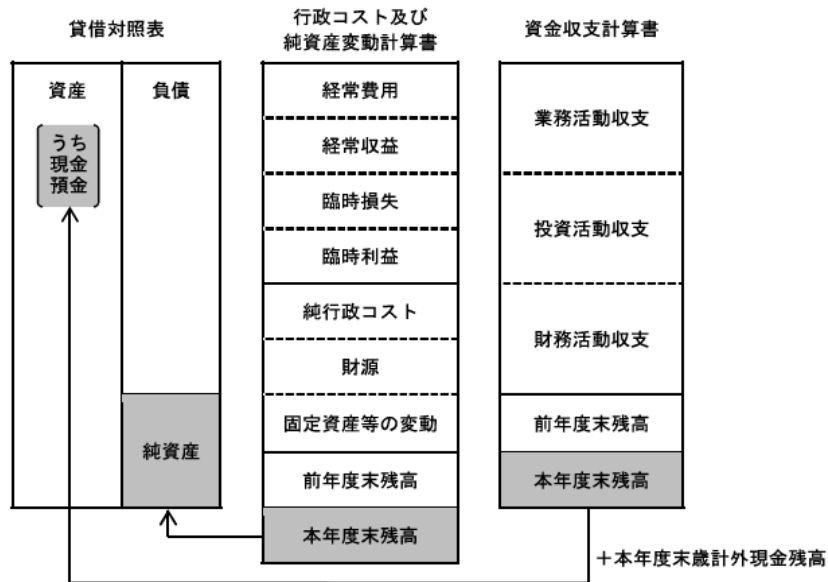 貸借対照表
資産
負債
うち
現金
預金
純資産
行政コスト及び
純資産変動計算書
経常費用
経常収益
臨時損失
臨時利益
純行政コスト
財源
固定資産等の変動
前年度末残高
本年度末残高
資金収支計算書
業務活動収支
投資活動収支
財務活動収支
前年度末残高
本年度末残高
＋本年度末歳計外現金残高